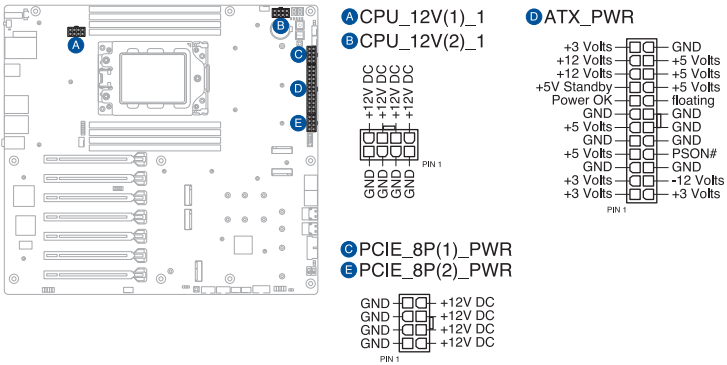 A CPU_12V(1)_1
B CPU_12V(2)_1
+12V DC
+12V DC
+12V DC
+12V DC
PIN 1
GND
GND
GND
GND
D ATX_PWR
+3 Volts GND
+12 Volts +5 Volts
+12 Volts +5 Volts
+5V Standby +5 Volts
Power OK floating
GND GND
+5 Volts GND
GND GND
+5 Volts PSON#
GND GND
+3 Volts -12 Volts
+3 Volts +3 Volts
PIN 1
C PCIE_8P(1)_PWR
E PCIE_8P(2)_PWR
GND +12V DC
GND +12V DC
GND +12V DC
GND +12V DC
PIN 1
A
B
C
D
E